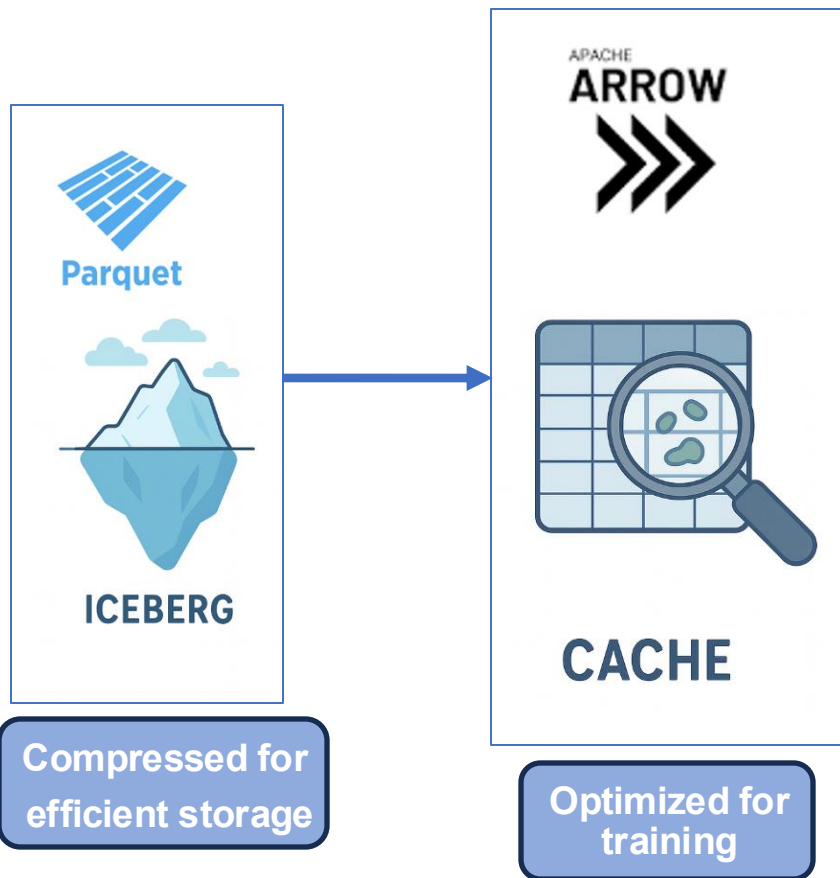 Parquet
ICEBERG
Compressed for
efficient storage
APACHE
ARROW
CACHE
Optimized for
training